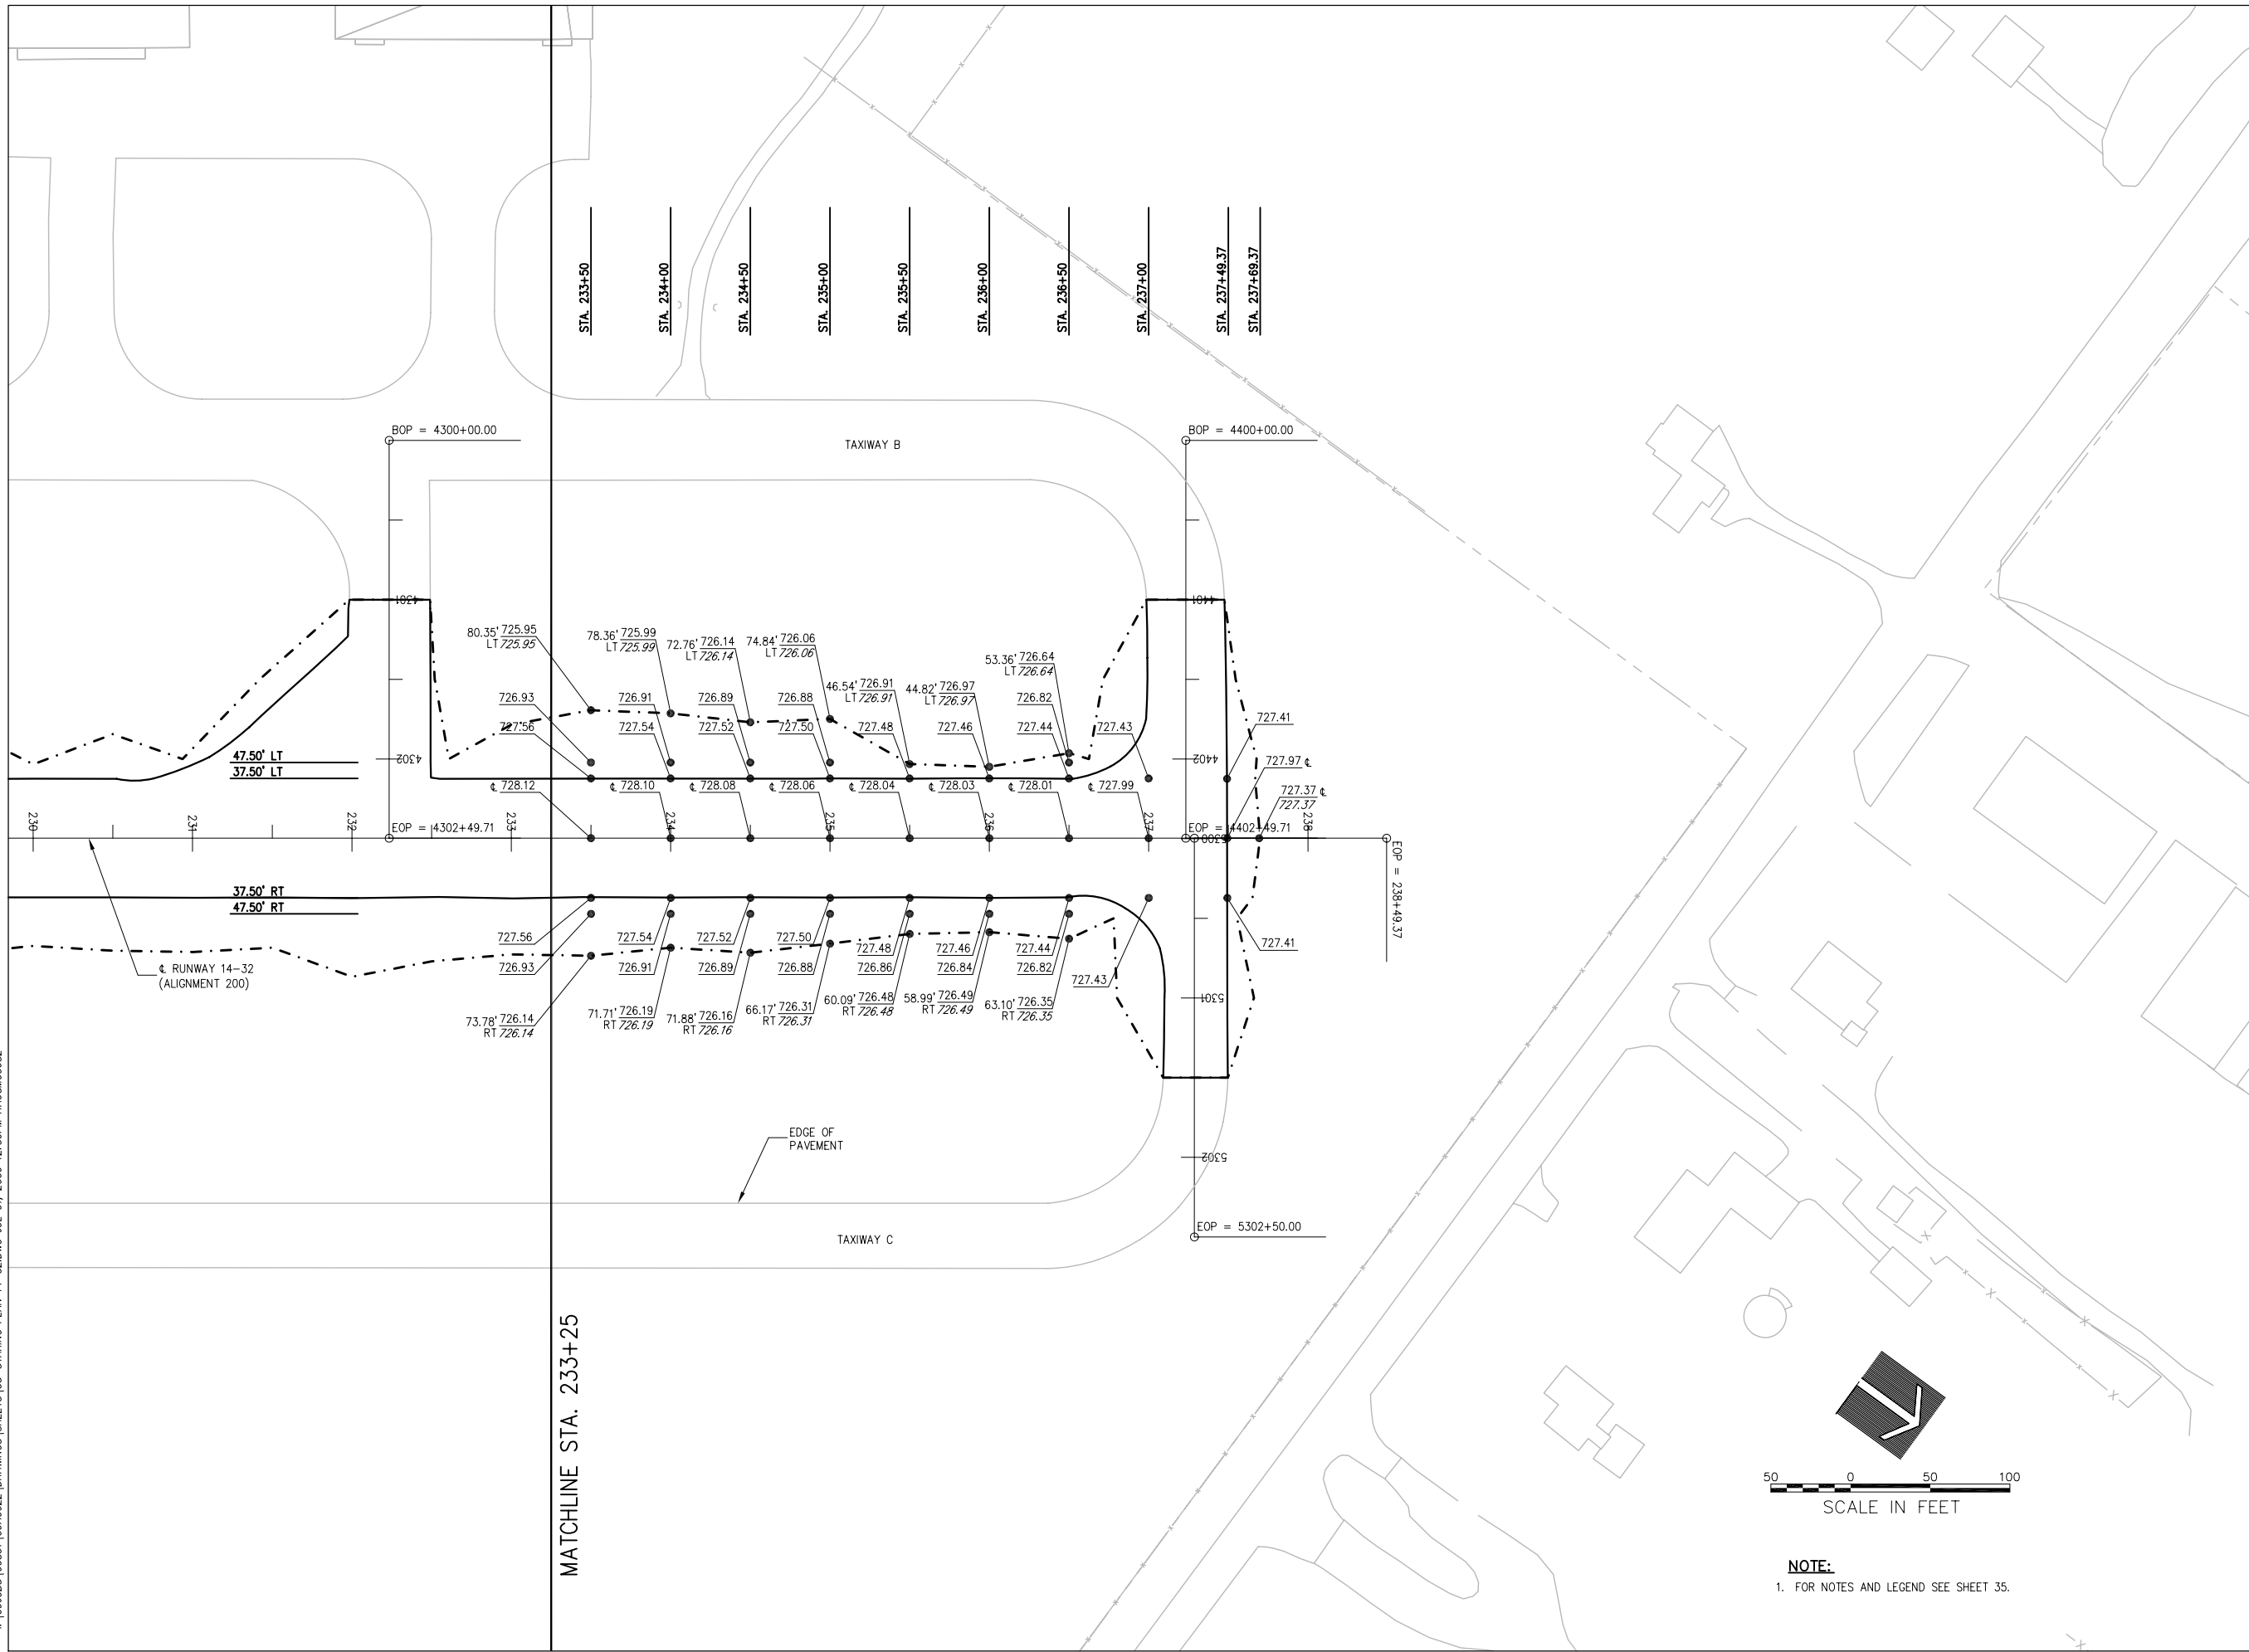 STA. 233+50
STA. 234+00
STA. 234+50
STA. 235+00
STA. 235+50
STA. 236+00
STA. 236+50
STA. 237+00
STA. 237+49.37
STA. 237+69.37
BOP = 4300+00.00
TAXIWAY B
BOP = 4400+00.00
4301
4401
80.35' 725.95
LT 725.95
78.36' 725.99
LT 725.99
72.76' 726.14
LT 726.14
74.84' 726.06
LT 726.06
46.54' 726.91
LT 726.91
44.82' 726.97
LT 726.97
53.36' 726.64
LT 726.64
726.93
726.91
726.89
726.88
726.82
727.56
727.54
727.52
727.50
727.48
727.46
727.44
727.43
727.41
47.50' LT
37.50' LT
4302
4402
727.97 ℄
727.37 ℄
727.37
℄ 728.12
℄ 728.10
℄ 728.08
℄ 728.06
℄ 728.04
℄ 728.03
℄ 728.01
℄ 727.99
230
231
232
EOP = 4302+49.71
233
234
235
236
237
EOP = 4402+49.71
5300
238
EOP = 238+49.37
37.50' RT
47.50' RT
727.56
727.54
727.52
727.50
727.48
727.46
727.44
727.41
726.93
726.91
726.89
726.88
726.86
726.84
726.82
727.43
℄ RUNWAY 14-32
(ALIGNMENT 200)
73.78' 726.14
RT 726.14
71.71' 726.19
RT 726.19
71.88' 726.16
RT 726.16
66.17' 726.31
RT 726.31
60.09' 726.48
RT 726.48
58.99' 726.49
RT 726.49
63.10' 726.35
RT 726.35
5301
EDGE OF
PAVEMENT
5302
EOP = 5302+50.00
TAXIWAY C
MATCHLINE STA. 233+25
50 0 50 100
SCALE IN FEET
NOTE:
1. FOR NOTES AND LEGEND SEE SHEET 35.